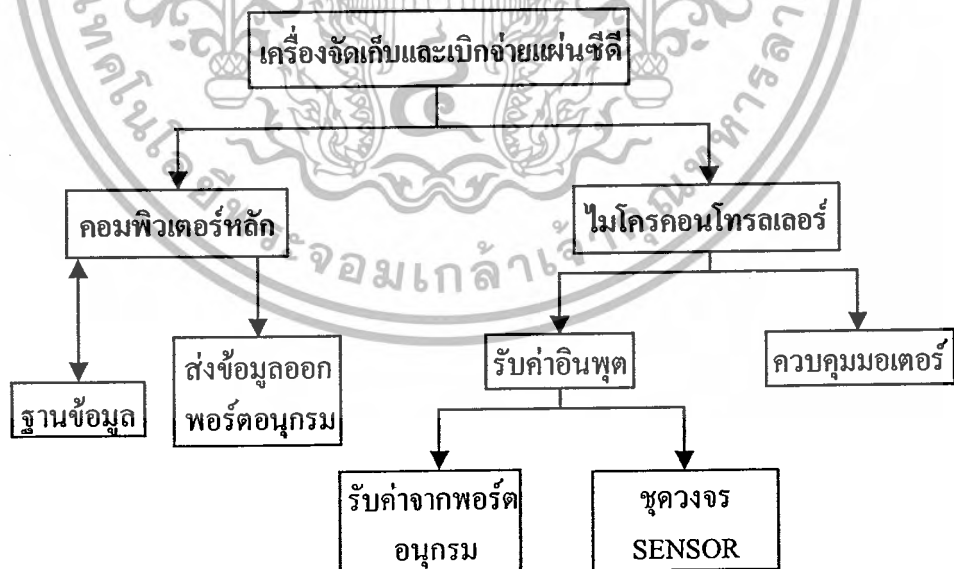 เครื่องจัดเก็บและเบิกจ่ายแผ่นซีดี
คอมพิวเตอร์หลัก
ไมโครคอนโทรลเลอร์
ฐานข้อมูล
ส่งข้อมูลออก
พอร์ตอนุกรม
รับค่าอินพุต
ควบคุมมอเตอร์
รับค่าจากพอร์ต
อนุกรม
ชุดวงจร
SENSOR